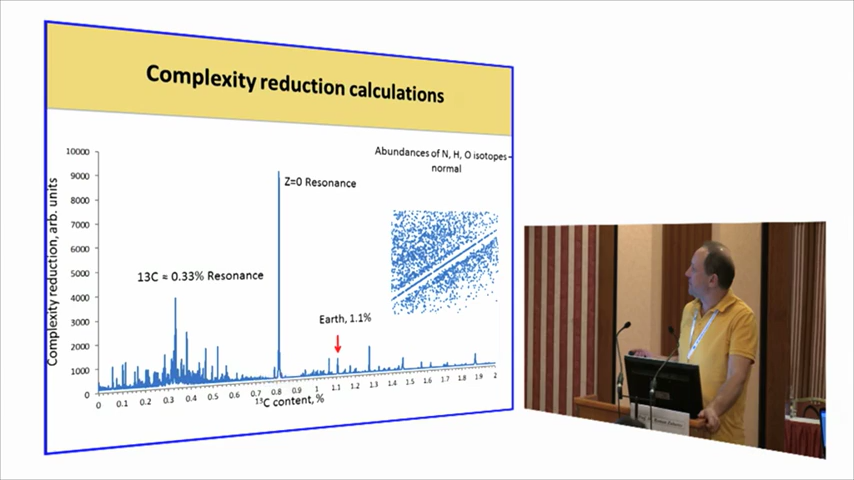 Complexity reduction calculations
Abundances of N, H, O isotopes -
normal
Complexity reduction, arb. units
10000
9000
8000
7000
6000
5000
4000
3000
2000
1000
0
Z=0 Resonance
13C ≈ 0.33% Resonance
Earth, 1.1%
0 0.1 0.2 0.3 0.4 0.5 0.6 0.7 0.8 0.9 1 1.1 1.2 1.3 1.4 1.5 1.6 1.7 1.8 1.9 2
C content, %